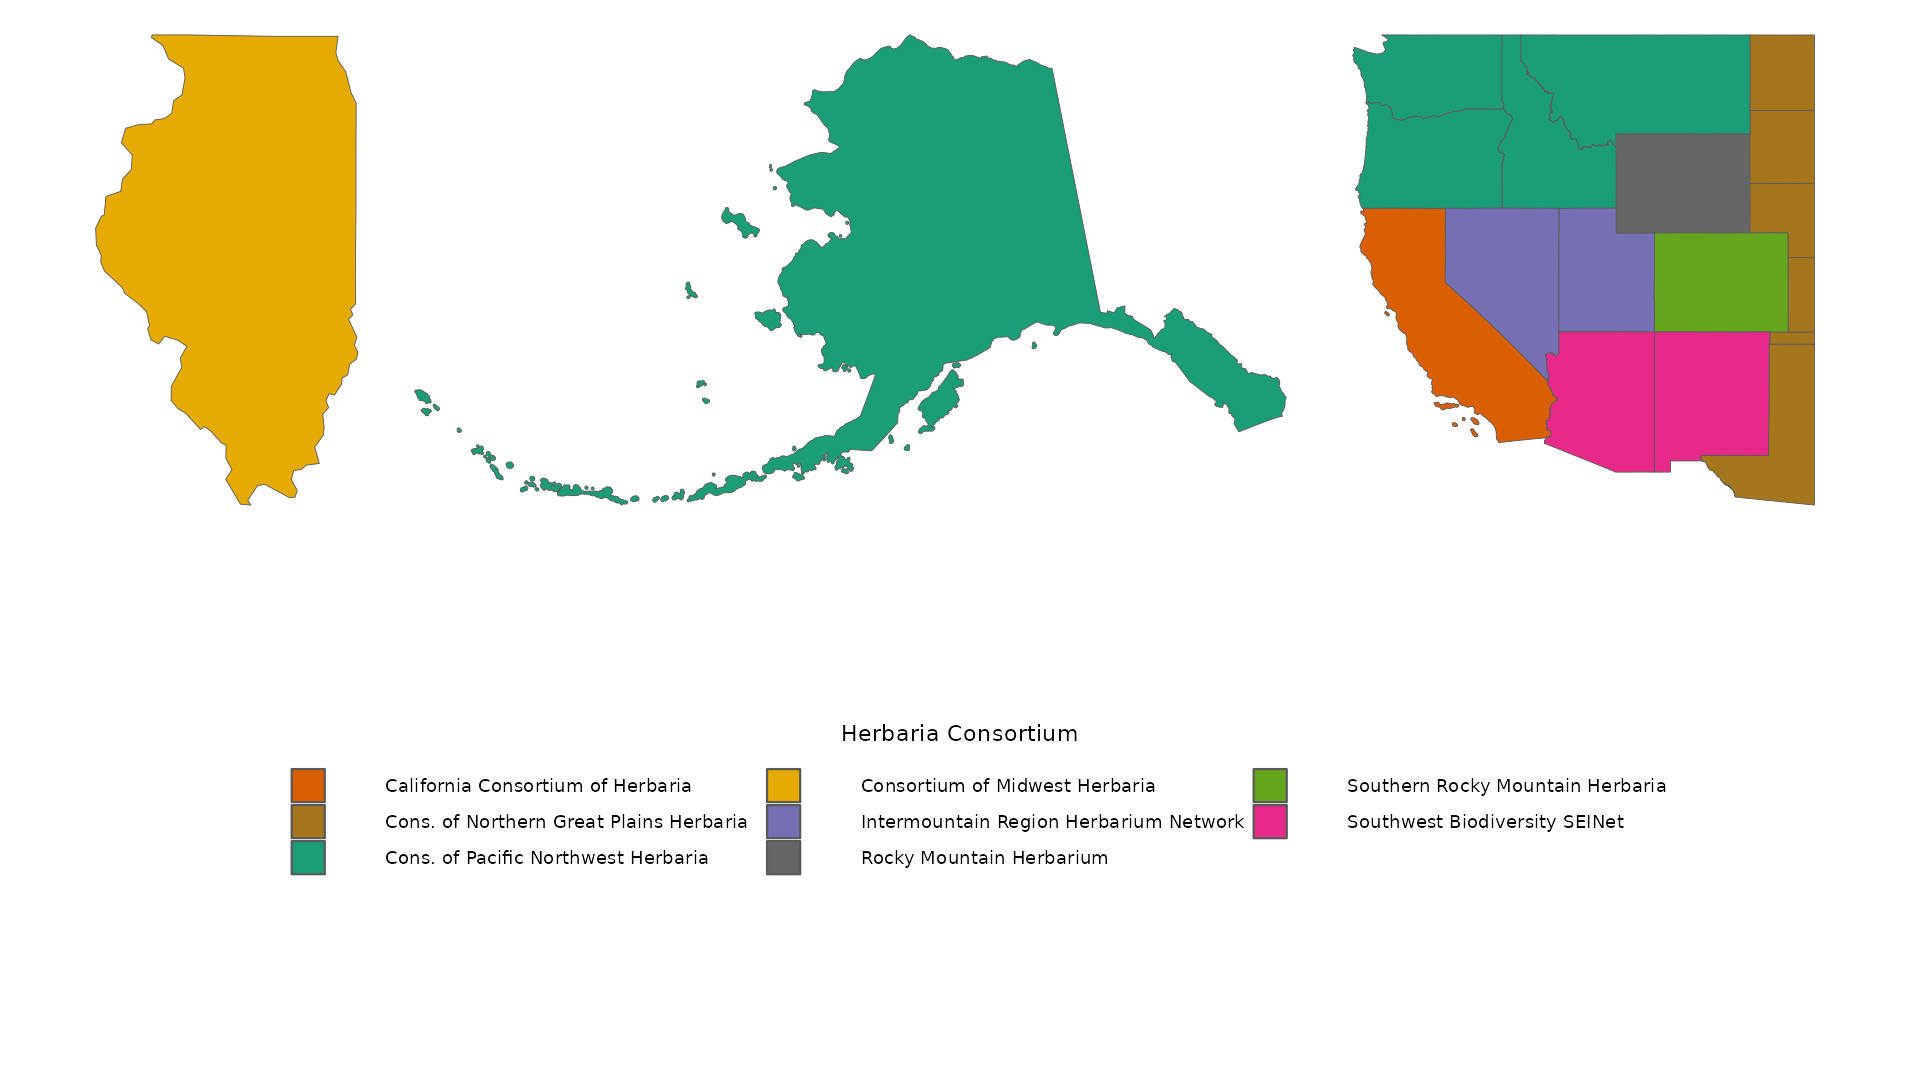 Herbaria Consortium
California Consortium of Herbaria
Consortium of Midwest Herbaria
Southern Rocky Mountain Herbaria
Cons. of Northern Great Plains Herbaria
Intermountain Region Herbarium Network
Southwest Biodiversity SEINet
Cons. of Pacific Northwest Herbaria
Rocky Mountain Herbarium